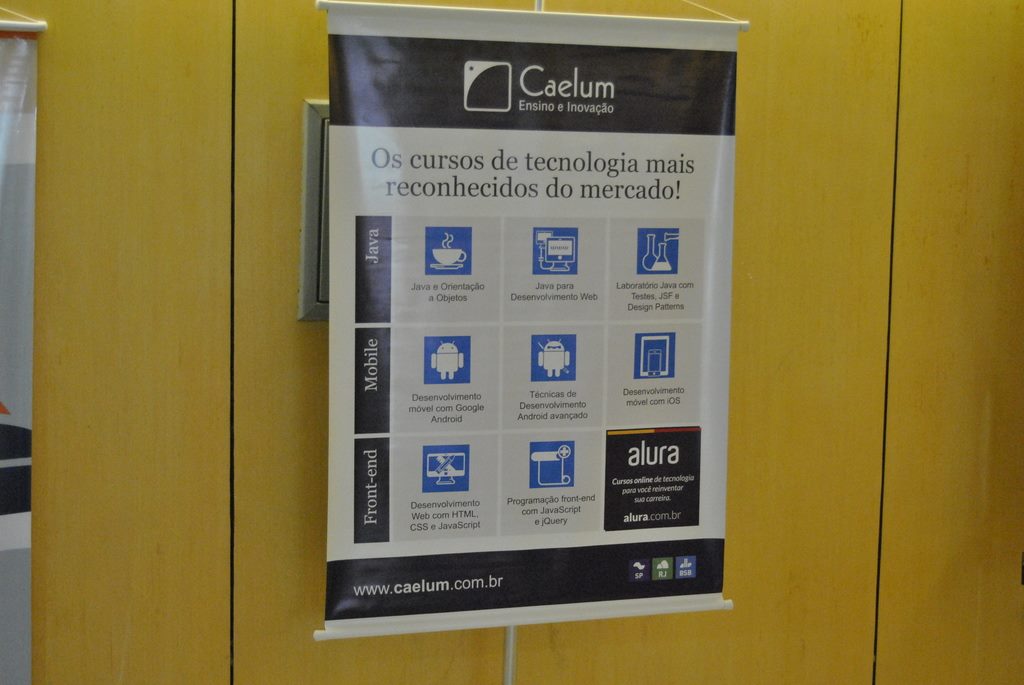 Caelum
Ensino e Inovação
Os cursos de tecnologia mais
reconhecidos do mercado!
Java
Java e Orientação
a Objetos
Java para
Desenvolvimento Web
Laboratório Java com
Testes, JSF e
Design Patterns
Mobile
Desenvolvimento
móvel com Google
Android
Técnicas de
Desenvolvimento
Android avançado
Desenvolvimento
móvel com iOS
Front-end
Desenvolvimento
Web com HTML,
CSS e JavaScript
Programação front-end
com JavaScript
e jQuery
alura
Cursos online de tecnologia
para você reinventar
sua carreira.
alura.com.br
www.caelum.com.br
SP RJ BSB